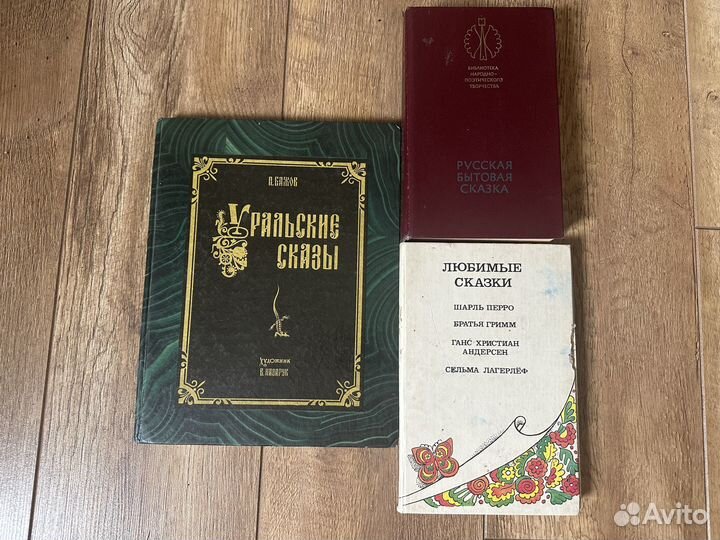 П. БАЖОВ
УРАЛЬСКИЕ
СКАЗЫ
ХУДОЖНИК
В. НАЗАРУК
БИБЛИОТЕКА
НАРОДНО-
ПОЭТИЧЕСКОГО
ТВОРЧЕСТВА
РУССКАЯ
БЫТОВАЯ
СКАЗКА
ЛЮБИМЫЕ
СКАЗКИ
ШАРЛЬ ПЕРРО
БРАТЬЯ ГРИММ
ГАНС ХРИСТИАН
АНДЕРСЕН
СЕЛЬМА ЛАГЕРЛЁФ
Avito